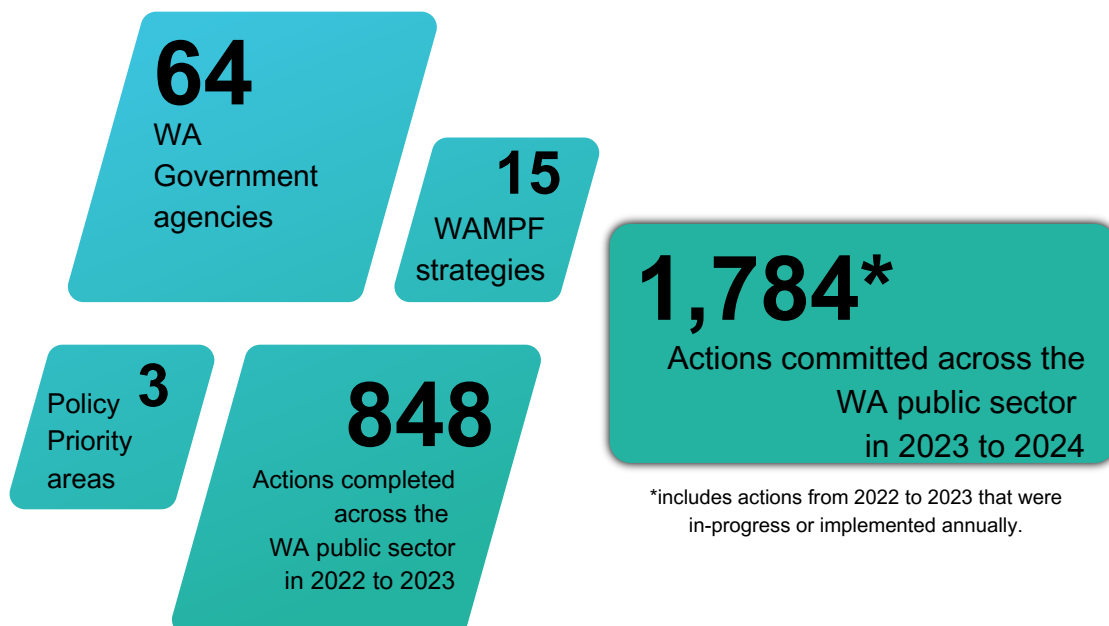 64
WA
Government
agencies
15
WAMPF
strategies
3
Policy
Priority
areas
848
Actions completed
across the
WA public sector
in 2022 to 2023
1,784*
Actions committed across the
WA public sector
in 2023 to 2024
*includes actions from 2022 to 2023 that were
in-progress or implemented annually.